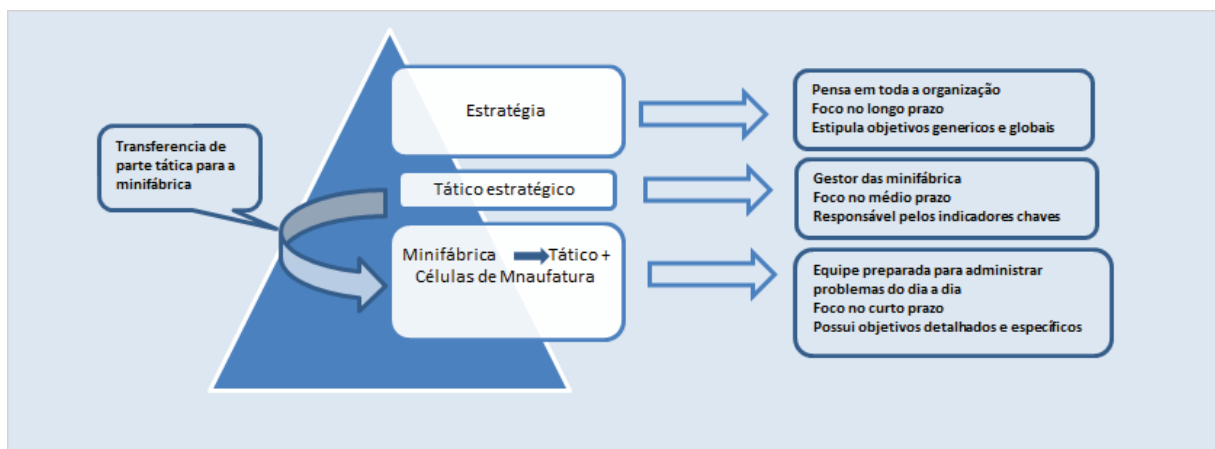 Estratégia
Pensa em toda a organização
Foco no longo prazo
Estipula objetivos genericos e globais
Transferencia de
parte tática para a
minifábrica
Tático estratégico
Gestor das minifábrica
Foco no médio prazo
Responsável pelos indicadores chaves
Minifábrica Tático +
Células de Mnaufatura
Equipe preparada para administrar
problemas do dia a dia
Foco no curto prazo
Possui objetivos detalhados e específicos